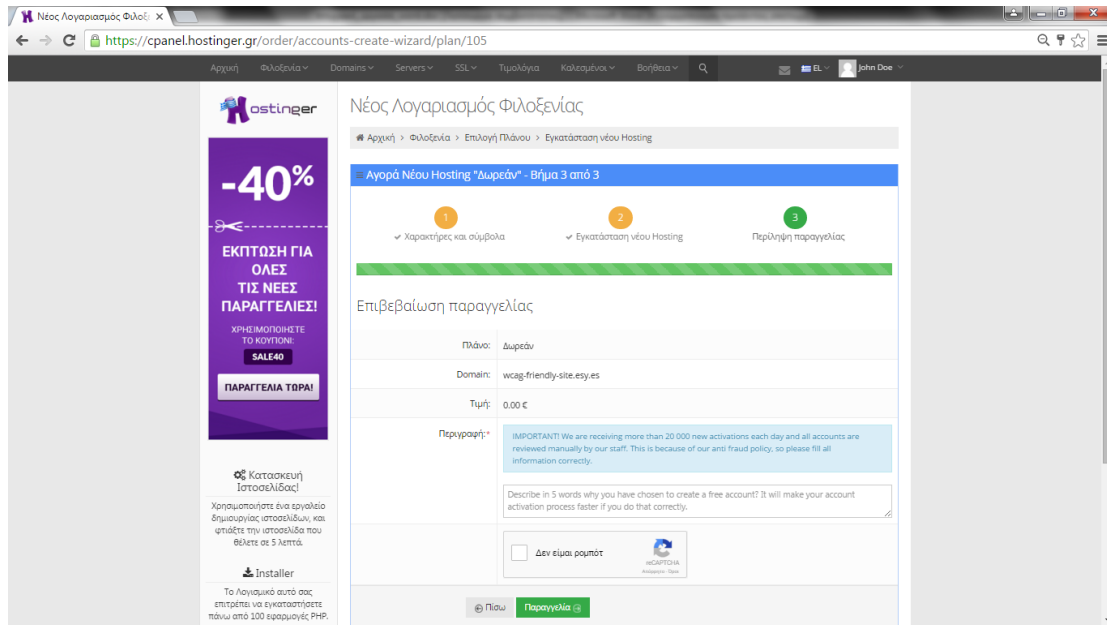 Νέος Λογαριασμός Φιλοξε
https://cpanel.hostinger.gr/order/accounts-create-wizard/plan/105
Αρχική Φιλοξενία Domains Servers SSL Τιμολόγια Καλεσμένοι Βοήθεια EL John Doe
Hostinger
-40%
ΕΚΠΤΩΣΗ ΓΙΑ
ΟΛΕΣ
ΤΙΣ ΝΕΕΣ
ΠΑΡΑΓΓΕΛΙΕΣ!
ΧΡΗΣΙΜΟΠΟΙΗΣΤΕ
ΤΟ ΚΟΥΠΟΝΙ:
SALE40
ΠΑΡΑΓΓΕΛΙΑ ΤΩΡΑ!
Κατασκευή
Ιστοσελίδας!
Χρησιμοποιήστε ένα εργαλείο
δημιουργίας ιστοσελίδων, και
φτιάξτε την ιστοσελίδα που
θέλετε σε 5 λεπτά.
Installer
Το Λογισμικό αυτό σας
επιτρέπει να εγκαταστήσετε
πάνω από 100 εφαρμογές PHP.
Νέος Λογαριασμός Φιλοξενίας
Αρχική > Φιλοξενία > Επιλογή Πλάνου > Εγκατάσταση νέου Hosting
Αγορά Νέου Hosting "Δωρεάν" - Βήμα 3 από 3
1 2 3
Χαρακτήρες και σύμβολα Εγκατάσταση νέου Hosting Περίληψη παραγγελίας
Επιβεβαίωση παραγγελίας
Πλάνο: Δωρεάν
Domain: wcag-friendly-site.esy.es
Τιμή: 0.00 €
Περιγραφή:*
IMPORTANT! We are receiving more than 20 000 new activations each day and all accounts are
reviewed manually by our staff. This is because of our anti fraud policy, so please fill all
information correctly.
Describe in 5 words why you have chosen to create a free account? It will make your account
activation process faster if you do that correctly.
Δεν είμαι ρομπότ
reCAPTCHA
Απόρρητο - Όροι
Πίσω Παραγγελία